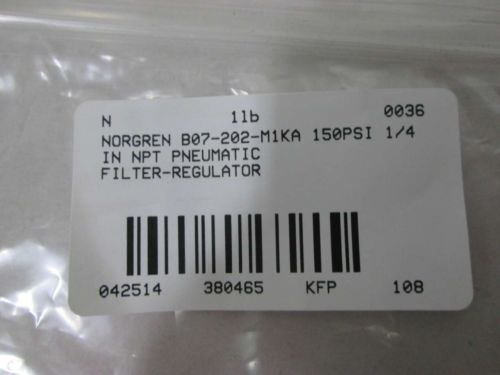 N 1lb 0036
NORGREN B07-202-M1KA 150PSI 1/4
IN NPT PNEUMATIC
FILTER-REGULATOR
042514 380465 KFP 108